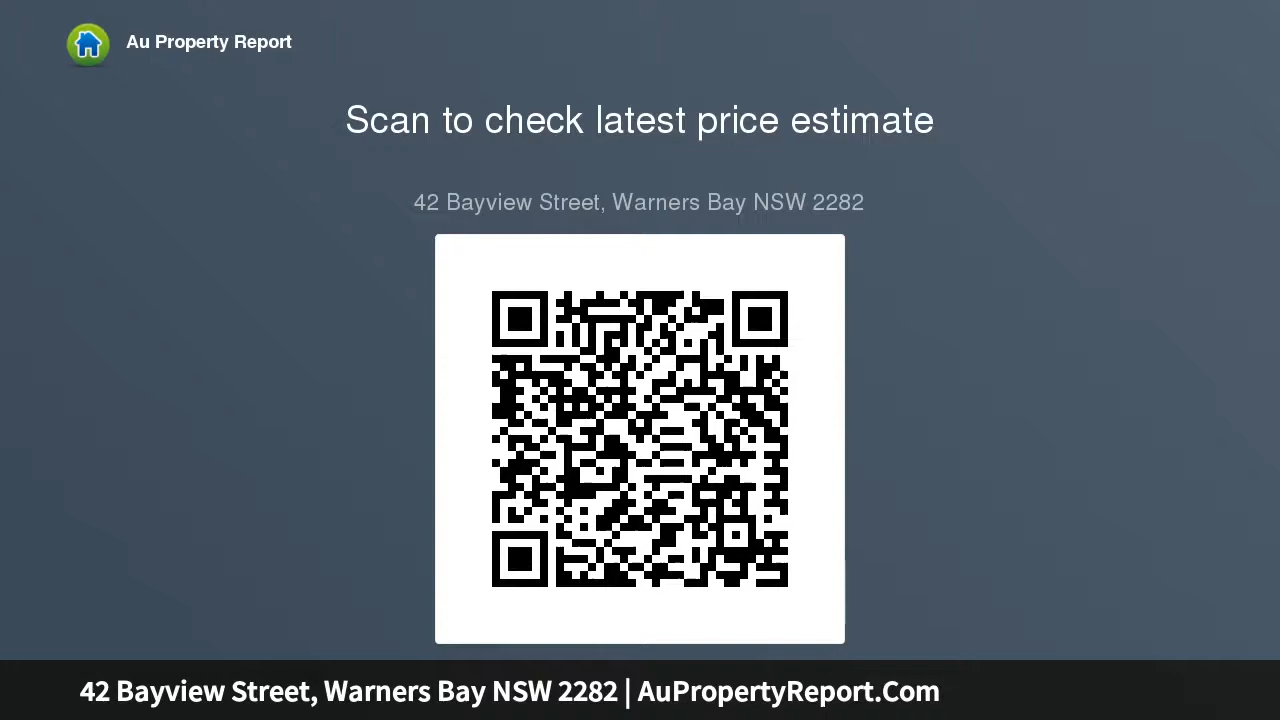 Au Property Report
Scan to check latest price estimate
42 Bayview Street, Warners Bay NSW 2282
42 Bayview Street, Warners Bay NSW 2282 | AuPropertyReport.Com